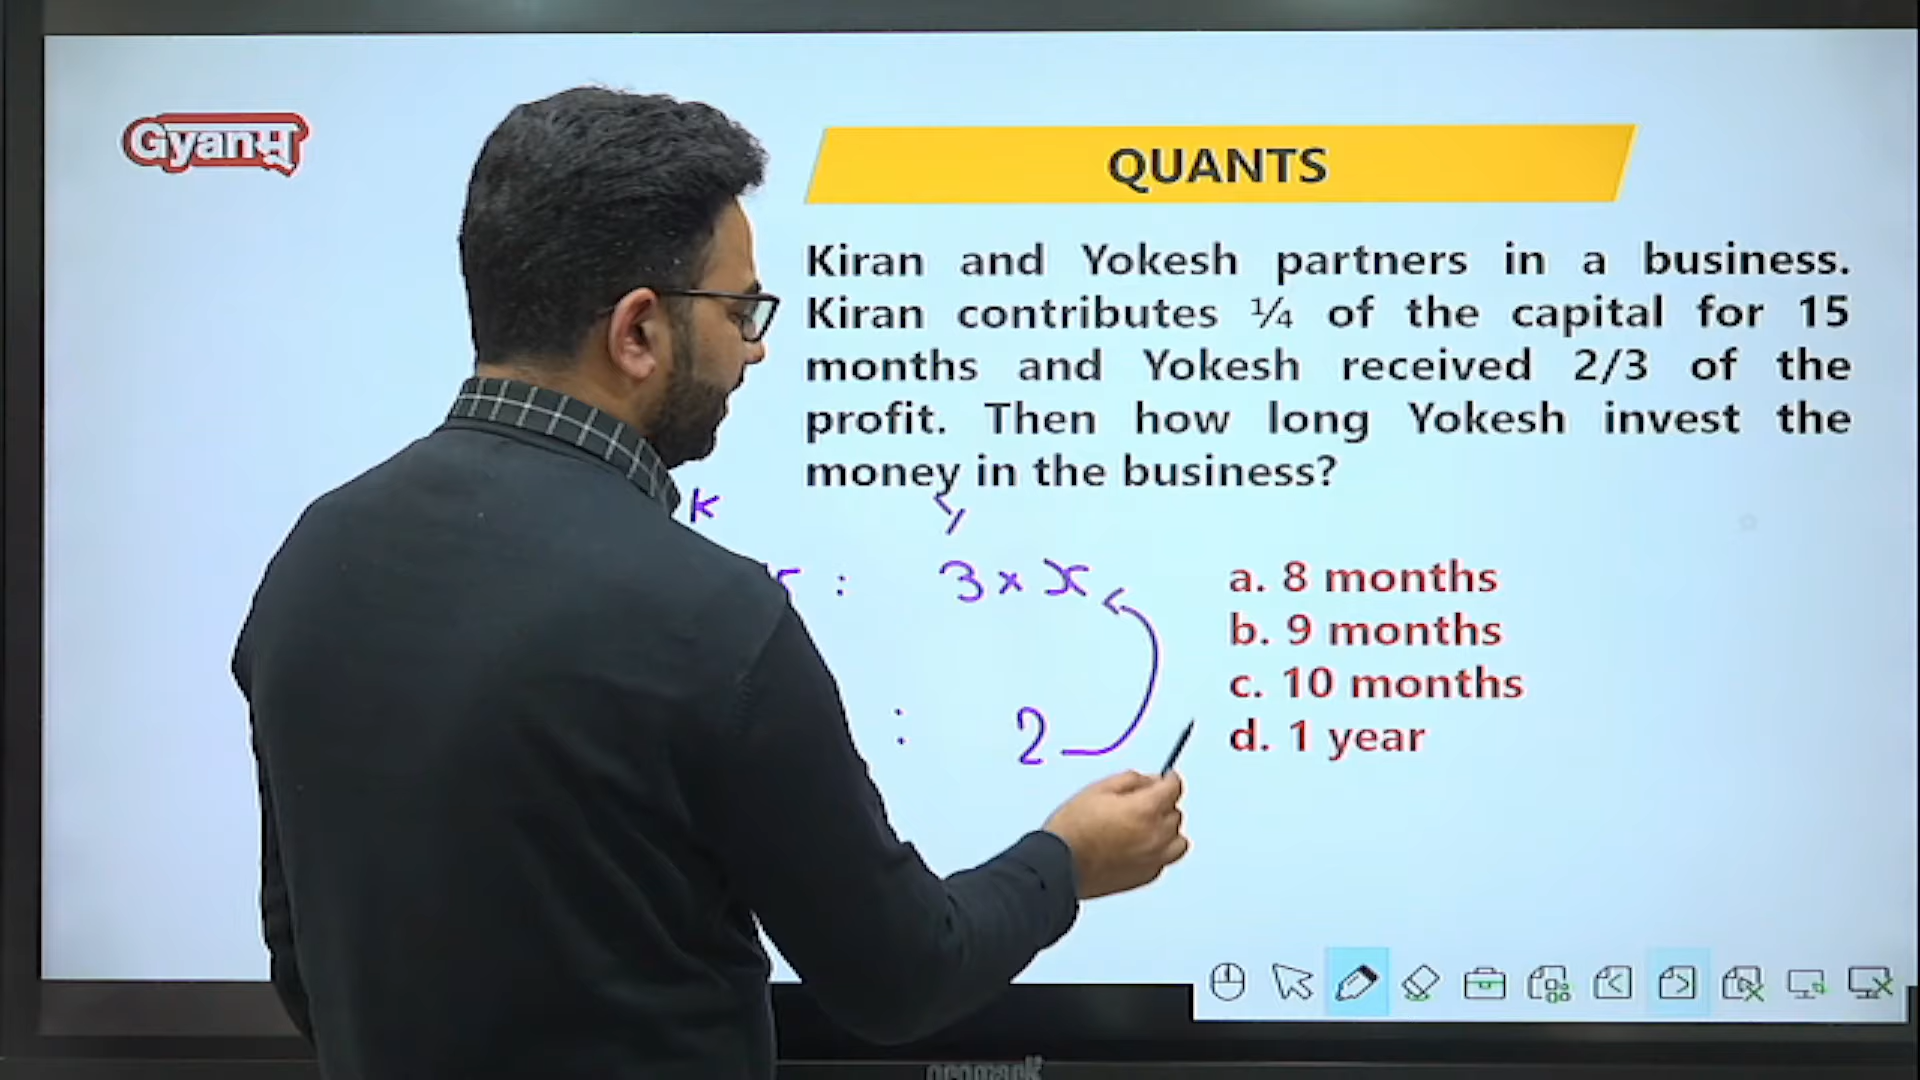 Gyanम्
QUANTS
Kiran and Yokesh partners in a business.
Kiran contributes ¼ of the capital for 15
months and Yokesh received 2/3 of the
profit. Then how long Yokesh invest the
money in the business?
K y
: 3 × x
: 2
a. 8 months
b. 9 months
c. 10 months
d. 1 year